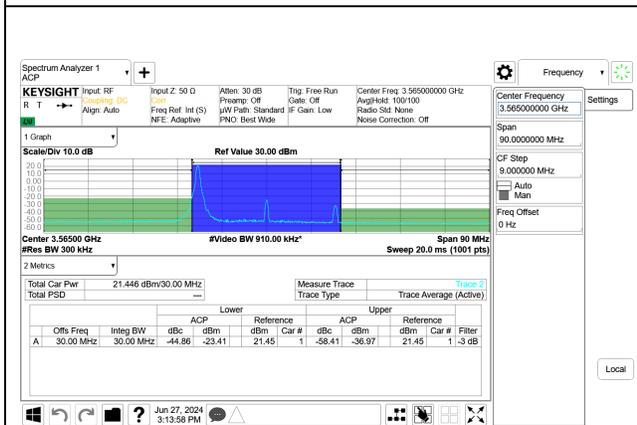 Spectrum Analyzer 1
ACP
Frequency
KEYSIGHT
R T
Input: RF
Coupling: DC
Align: Auto
Input Z: 50 Ω
Corr
Freq Ref: Int (S)
NFE: Adaptive
Atten: 30 dB
Preamp: Off
µW Path: Standard
PNO: Best Wide
Trig: Free Run
Gate: Off
IF Gain: Low
Center Freq: 3.565000000 GHz
Avg|Hold: 100/100
Radio Std: None
Noise Correction: Off
1 Graph
Scale/Div 10.0 dB
Ref Value 30.00 dBm
20.0
10.0
0.00
-10.0
-20.0
-30.0
-40.0
-50.0
-60.0
Center 3.56500 GHz
#Video BW 910.00 kHz*
Span 90 MHz
#Res BW 300 kHz
Sweep 20.0 ms (1001 pts)
2 Metrics
Total Car Pwr 21.446 dBm/30.00 MHz
Total PSD ---
Measure Trace Trace 2
Trace Type Trace Average (Active)
Lower Upper
ACP Reference ACP Reference
Offs Freq Integ BW dBc dBm dBm Car # dBc dBm dBm Car # Filter
A 30.00 MHz 30.00 MHz -44.86 -23.41 21.45 1 -58.41 -36.97 21.45 1 -3 dB
Center Frequency
3.565000000 GHz
Settings
Span
90.0000000 MHz
CF Step
9.000000 MHz
Auto
Man
Freq Offset
0 Hz
Local
?
Jun 27, 2024
3:13:58 PM